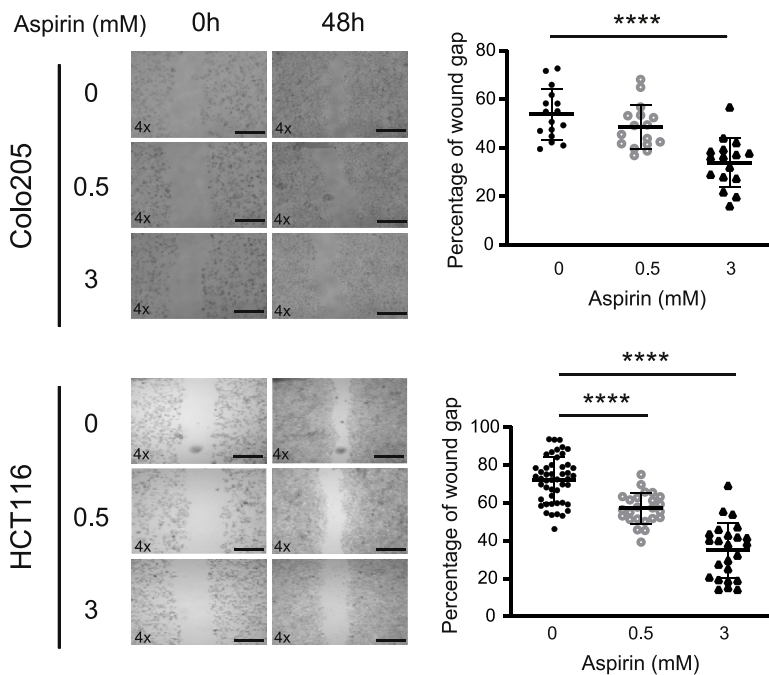 Aspirin (mM) 0h 48h
Colo205
0
4x 4x
0.5
4x 4x
3
4x 4x
****
Percentage of wound gap
80
60
40
20
0
0 0.5 3
Aspirin (mM)
HCT116
0
4x 4x
0.5
4x 4x
3
4x 4x
****
****
Percentage of wound gap
100
80
60
40
20
0
0 0.5 3
Aspirin (mM)